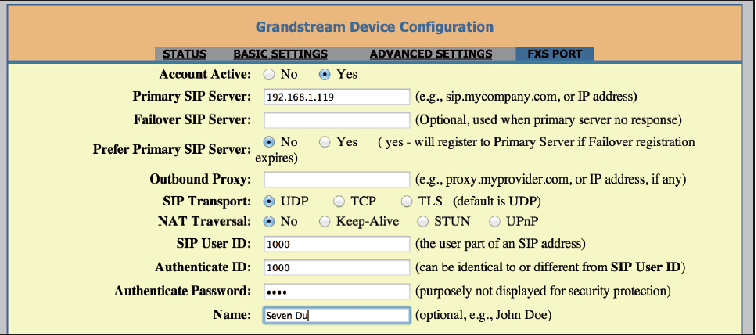 Grandstream Device Configuration
STATUS BASIC SETTINGS ADVANCED SETTINGS FXS PORT
Account Active: No Yes
Primary SIP Server: 192.168.1.119 (e.g., sip.mycompany.com, or IP address)
Failover SIP Server: (Optional, used when primary server no response)
Prefer Primary SIP Server: No Yes ( yes - will register to Primary Server if Failover registration
expires)
Outbound Proxy: (e.g., proxy.myprovider.com, or IP address, if any)
SIP Transport: UDP TCP TLS (default is UDP)
NAT Traversal: No Keep-Alive STUN UPnP
SIP User ID: 1000 (the user part of an SIP address)
Authenticate ID: 1000 (can be identical to or different from SIP User ID)
Authenticate Password: •••• (purposely not displayed for security protection)
Name: Seven Du (optional, e.g., John Doe)